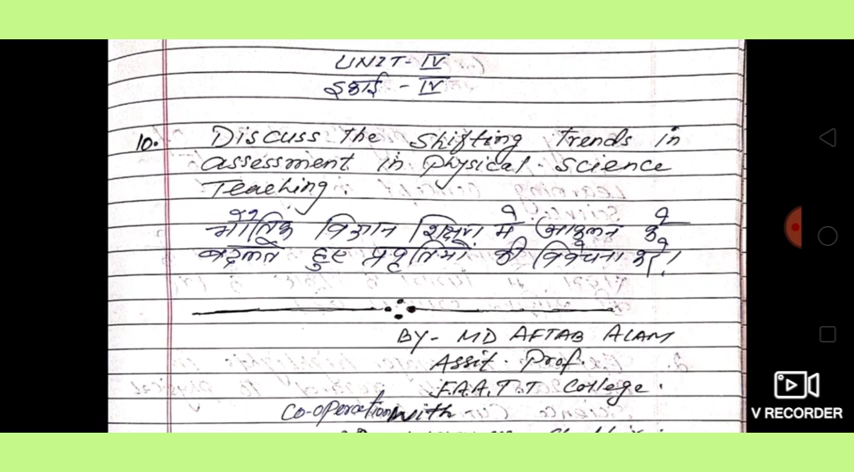 UNIT-IV
इकाई - IV
10. Discuss the shifting trends in
assessment in physical science
Teaching.
भौतिक विज्ञान शिक्षण में आकलन के
बदलते हुए प्रवृतियों की विवेचना करें।
BY- MD AFTAB ALAM
Assit. Prof.
F.A.A.T.T College.
Co-operation with
V RECORDER